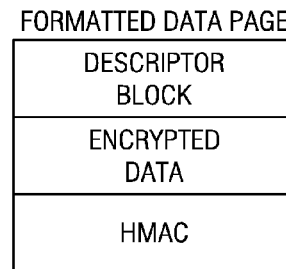 FORMATTED DATA PAGE
DESCRIPTOR
BLOCK
ENCRYPTED
DATA
HMAC